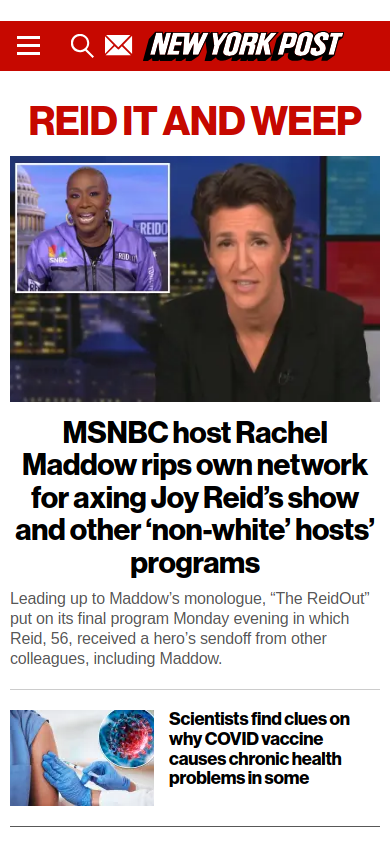 NEW YORK POST
REID IT AND WEEP
REIDO
REID
MSNBC host Rachel
Maddow rips own network
for axing Joy Reid’s show
and other ‘non-white’ hosts’
programs
Leading up to Maddow’s monologue, “The ReidOut”
put on its final program Monday evening in which
Reid, 56, received a hero’s sendoff from other
colleagues, including Maddow.
Scientists find clues on
why COVID vaccine
causes chronic health
problems in some